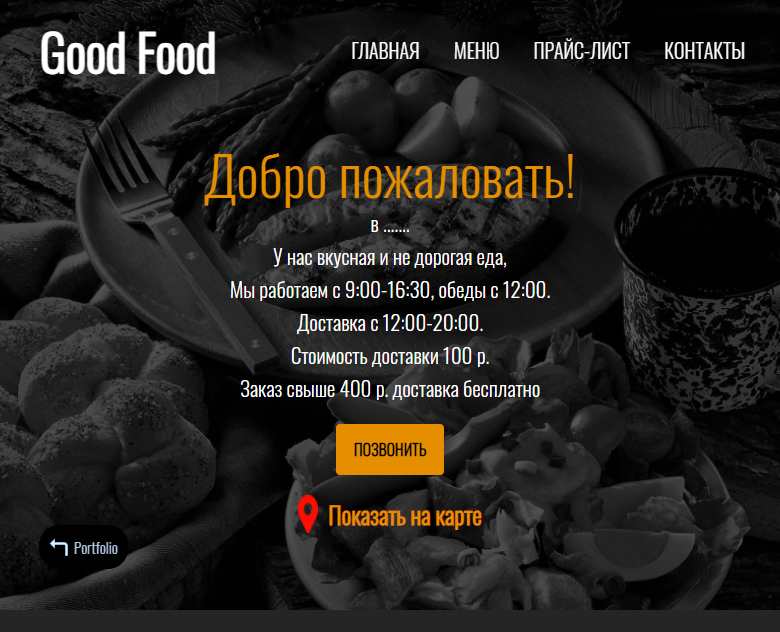 Good Food
ГЛАВНАЯ МЕНЮ ПРАЙС-ЛИСТ КОНТАКТЫ
Добро пожаловать!
в .......
У нас вкусная и не дорогая еда,
Мы работаем с 9:00-16:30, обеды с 12:00.
Доставка с 12:00-20:00.
Стоимость доставки 100 р.
Заказ свыше 400 р. доставка бесплатно
ПОЗВОНИТЬ
Показать на карте
Portfolio